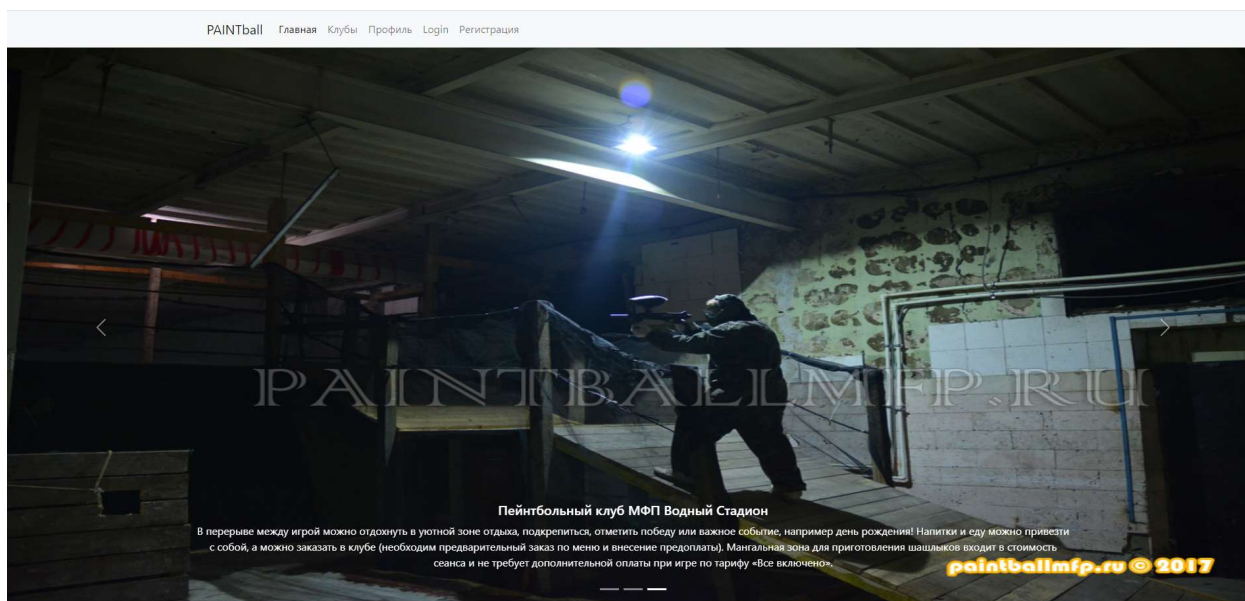 PAINTball Главная Клубы Профиль Login Регистрация
PAINTBALLMFP.RU
Пейнтбольный клуб МФП Водный Стадион
В перерыве между игрой можно отдохнуть в уютной зоне отдыха, подкрепиться, отметить победу или важное событие, например день рождения! Напитки и еду можно привезти
с собой, а можно заказать в клубе (необходим предварительный заказ по меню и внесение предоплаты). Мангальная зона для приготовления шашлыков входит в стоимость
сеанса и не требует дополнительной оплаты при игре по тарифу «Все включено».
paintballmfp.ru © 2017